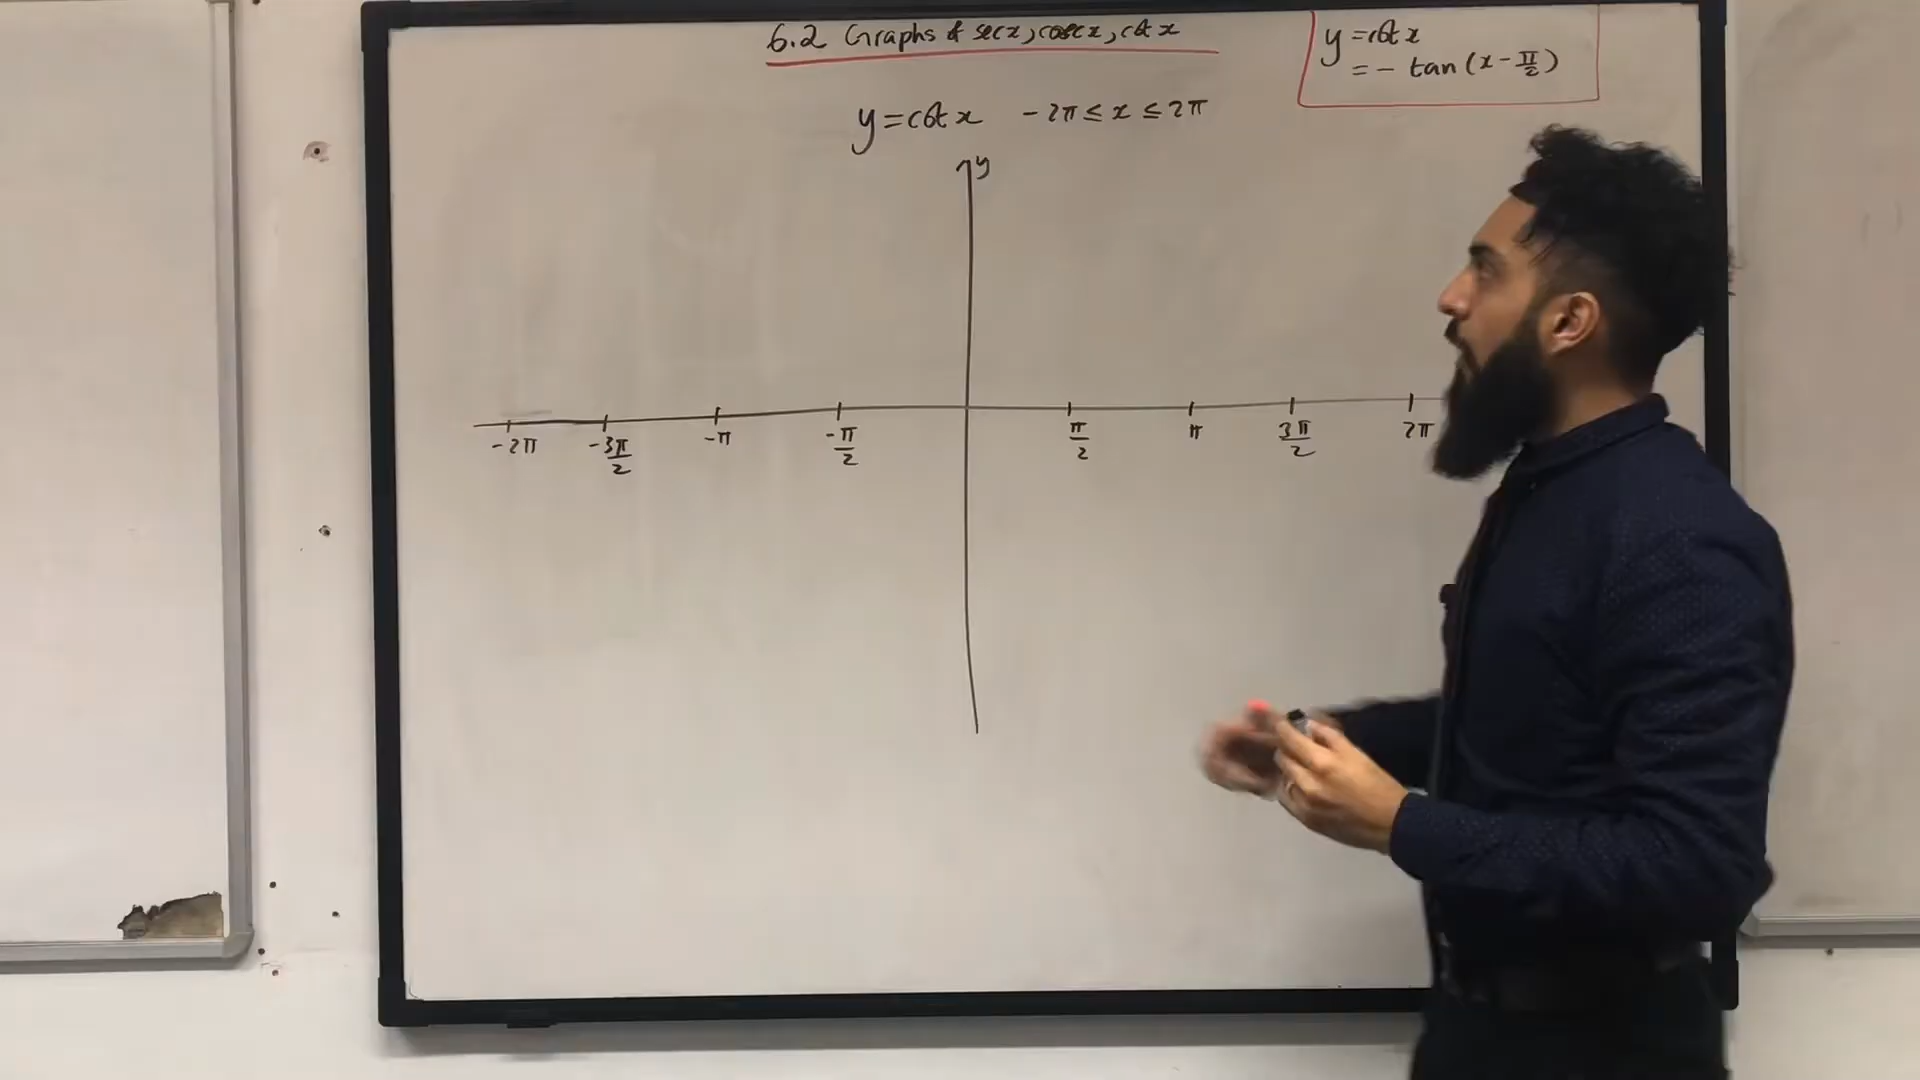 6.2 Graphs of sec x, cosec x, cot x
y = cot x
= - tan (x - π/2)
y = cot x -2π ≤ x ≤ 2π
y
-2π -3π/2 -π -π/2 π/2 π 3π/2 2π